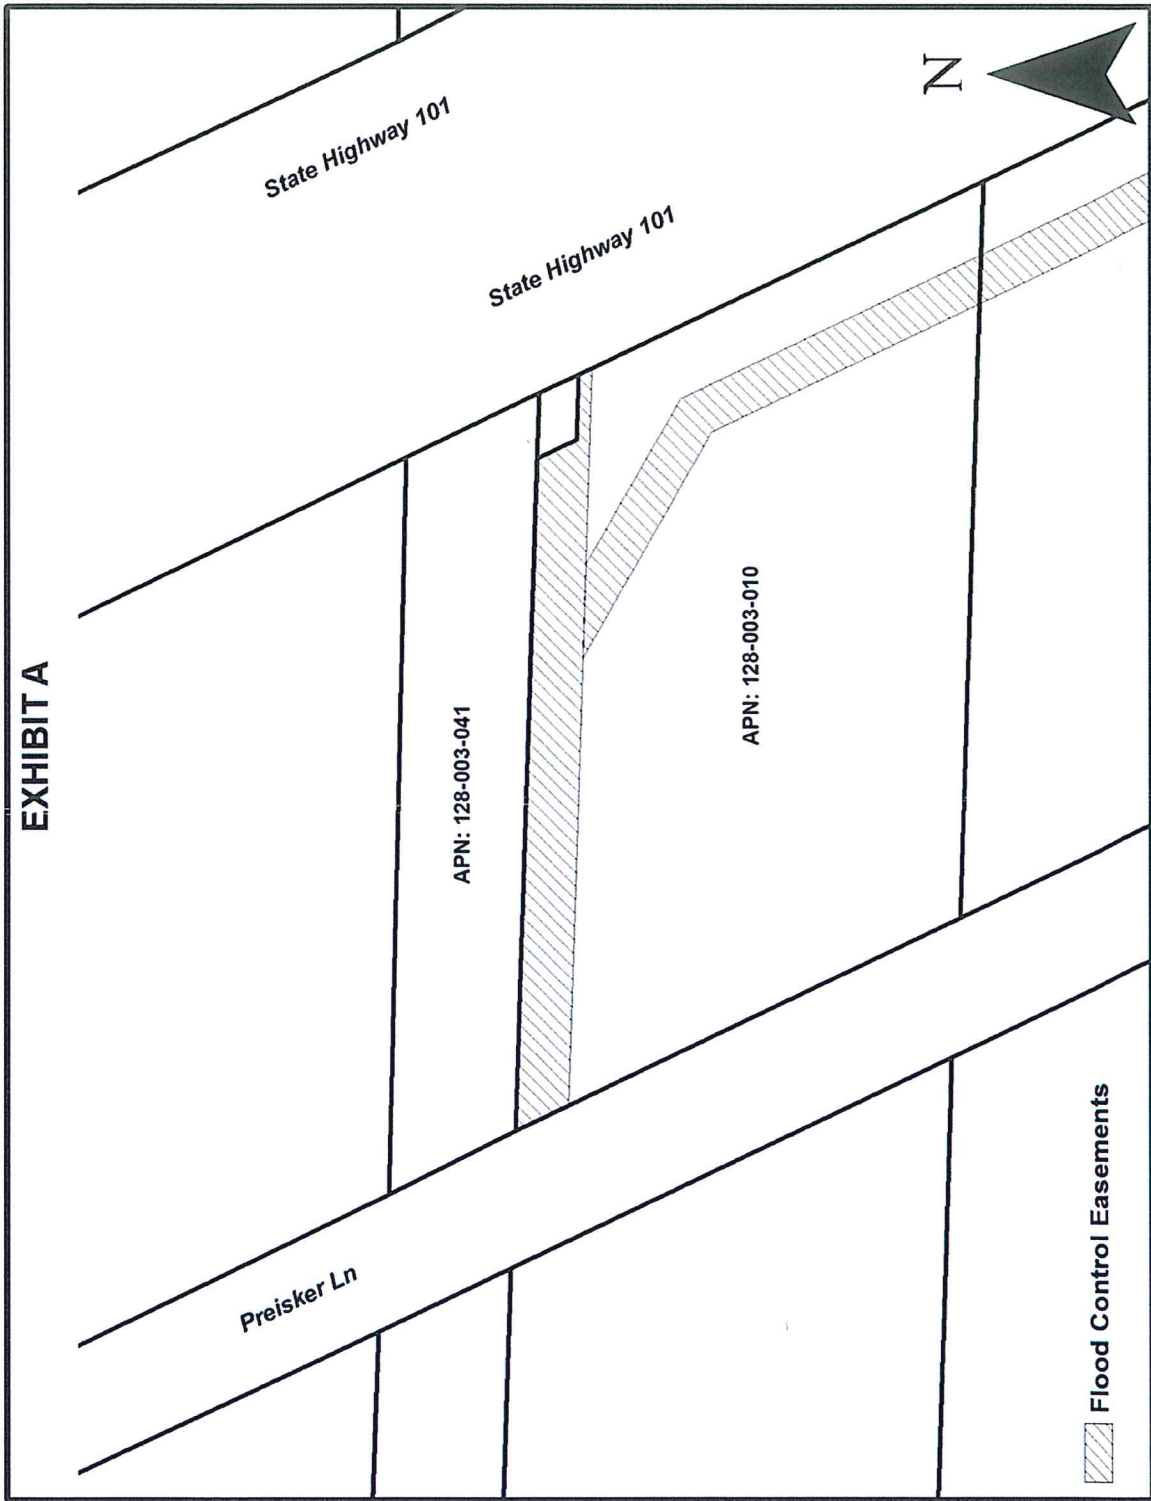 EXHIBIT A
State Highway 101
State Highway 101
Preisker Ln
APN: 128-003-041
APN: 128-003-010
N
Flood Control Easements